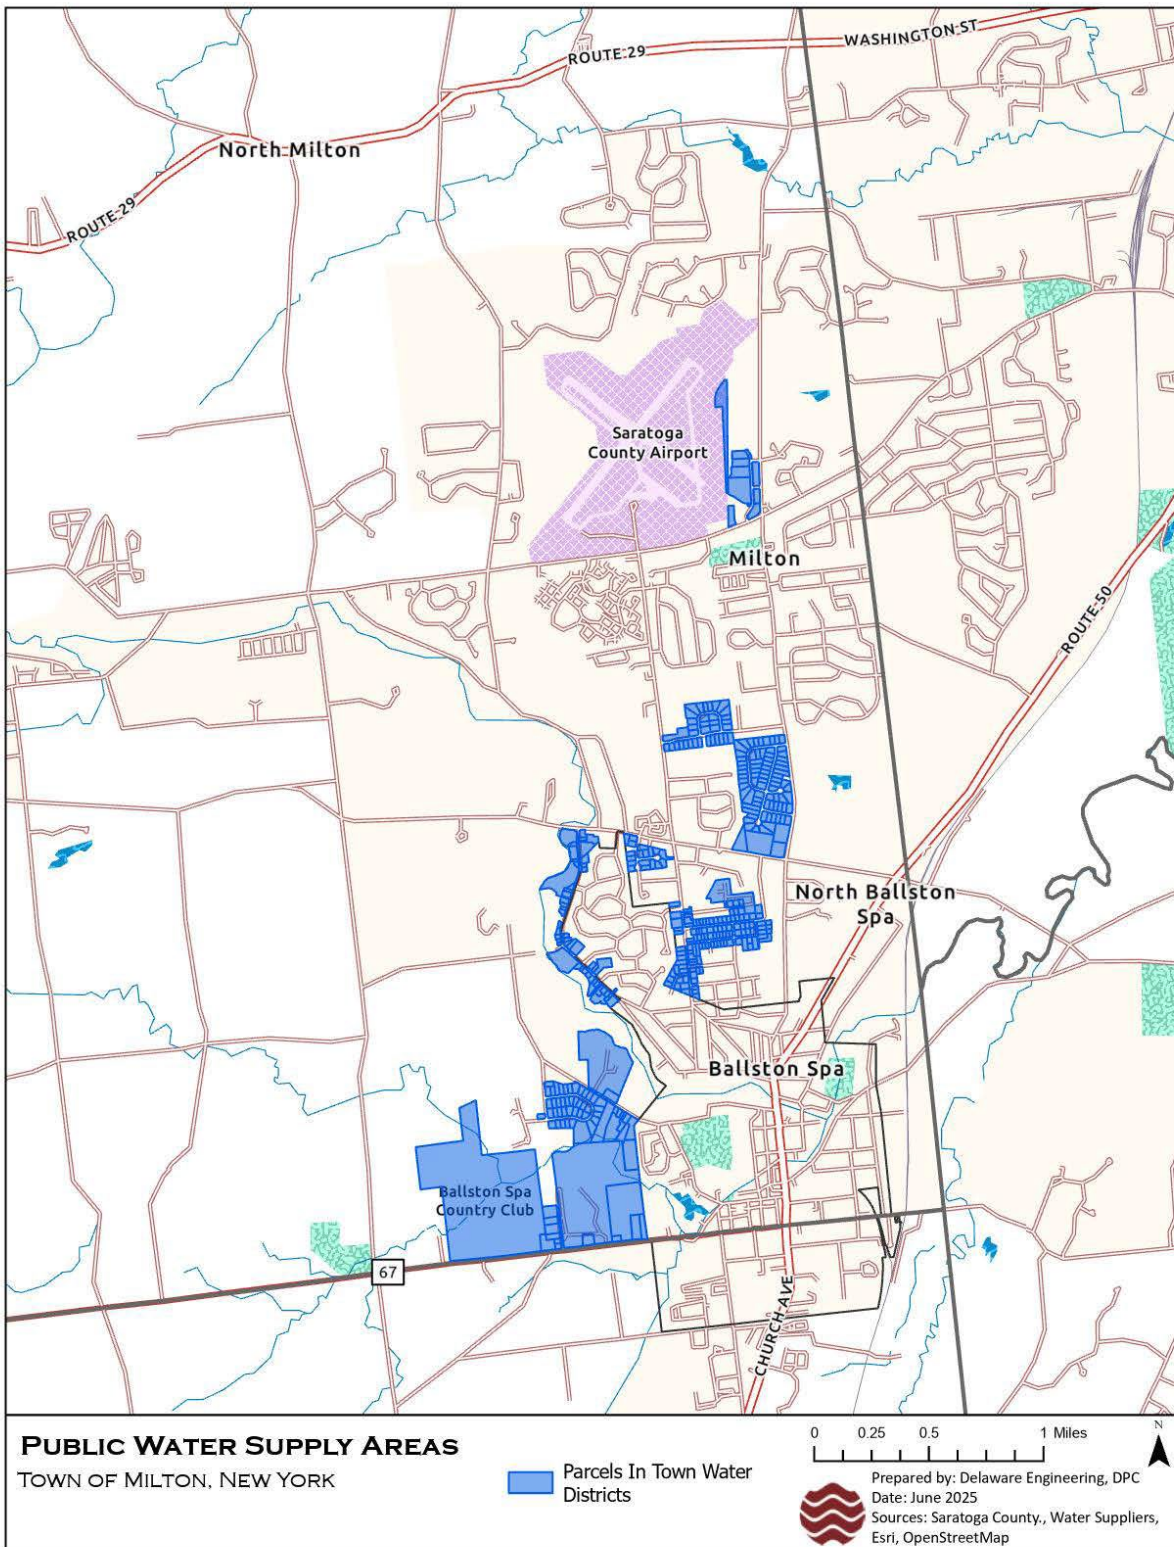 WASHINGTON ST
ROUTE 29
North Milton
ROUTE 29
Saratoga
County Airport
Milton
ROUTE 50
North Ballston
Spa
Ballston Spa
Ballston Spa
Country Club
67
CHURCH AVE
PUBLIC WATER SUPPLY AREAS
TOWN OF MILTON, NEW YORK
Parcels In Town Water
Districts
0 0.25 0.5 1 Miles
N
Prepared by: Delaware Engineering, DPC
Date: June 2025
Sources: Saratoga County., Water Suppliers,
Esri, OpenStreetMap